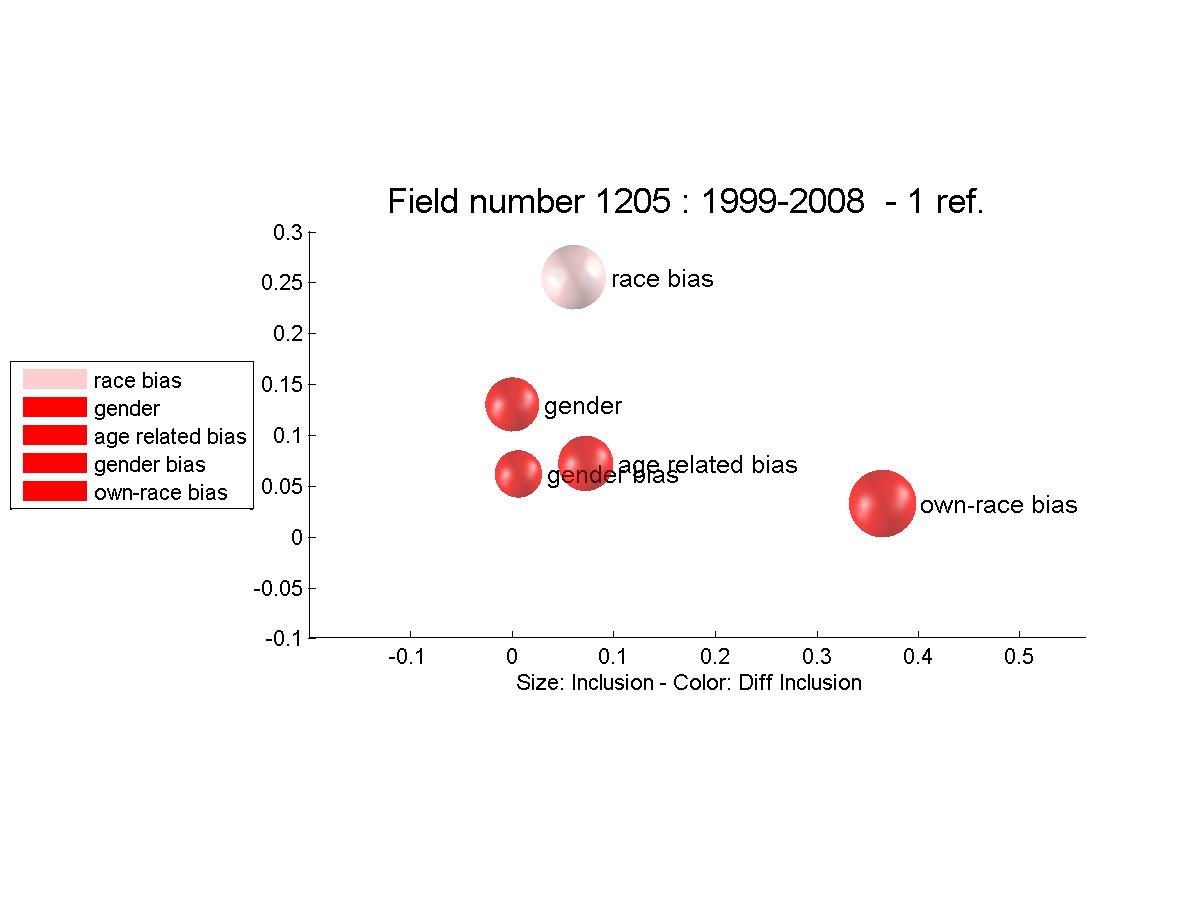 Field number 1205 : 1999-2008  - 1 ref.
0.3
0.25
0.2
0.15
0.1
0.05
0
-0.05
-0.1
race bias
gender
age related bias
gender bias
own-race bias
race bias
gender
age related bias
gender bias
own-race bias
-0.1 0 0.1 0.2 0.3 0.4 0.5
Size: Inclusion - Color: Diff Inclusion